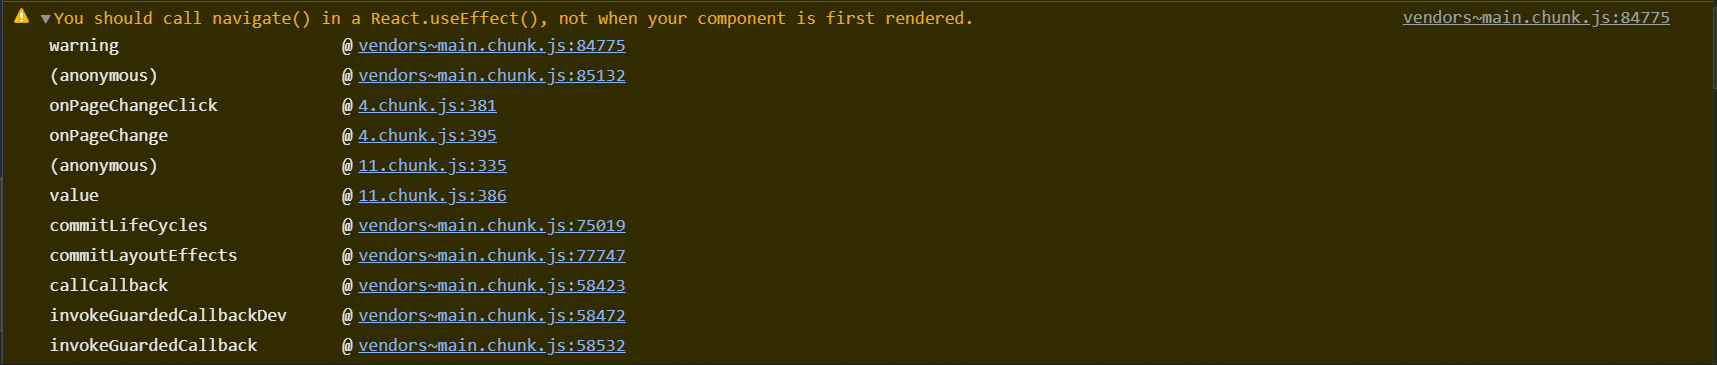 You should call navigate() in a React.useEffect(), not when your component is first rendered. vendors~main.chunk.js:84775
warning @ vendors~main.chunk.js:84775
(anonymous) @ vendors~main.chunk.js:85132
onPageChangeClick @ 4.chunk.js:381
onPageChange @ 4.chunk.js:395
(anonymous) @ 11.chunk.js:335
value @ 11.chunk.js:386
commitLifeCycles @ vendors~main.chunk.js:75019
commitLayoutEffects @ vendors~main.chunk.js:77747
callCallback @ vendors~main.chunk.js:58423
invokeGuardedCallbackDev @ vendors~main.chunk.js:58472
invokeGuardedCallback @ vendors~main.chunk.js:58532